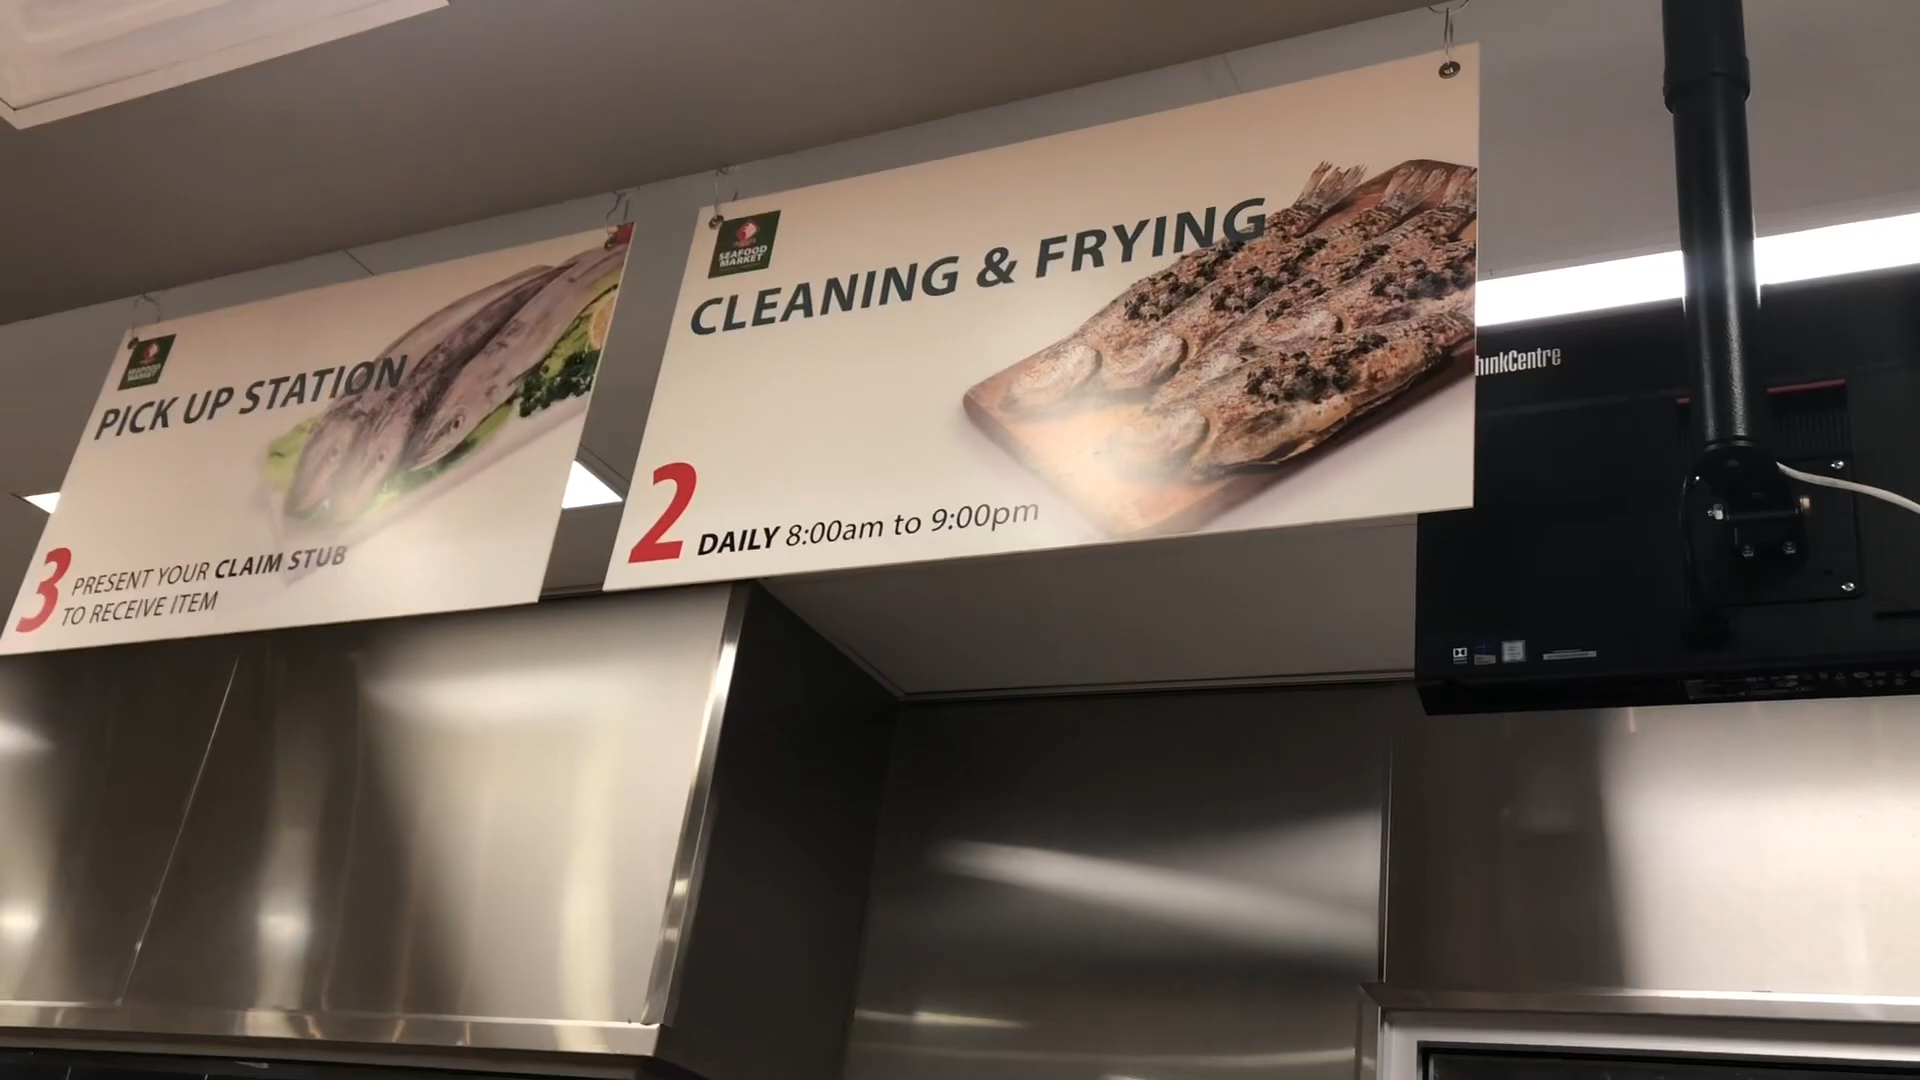 SEAFOOD
MARKET
PICK UP STATION
3 PRESENT YOUR CLAIM STUB
TO RECEIVE ITEM
SEAFOOD
MARKET
CLEANING & FRYING
2 DAILY 8:00am to 9:00pm
hinkCentre